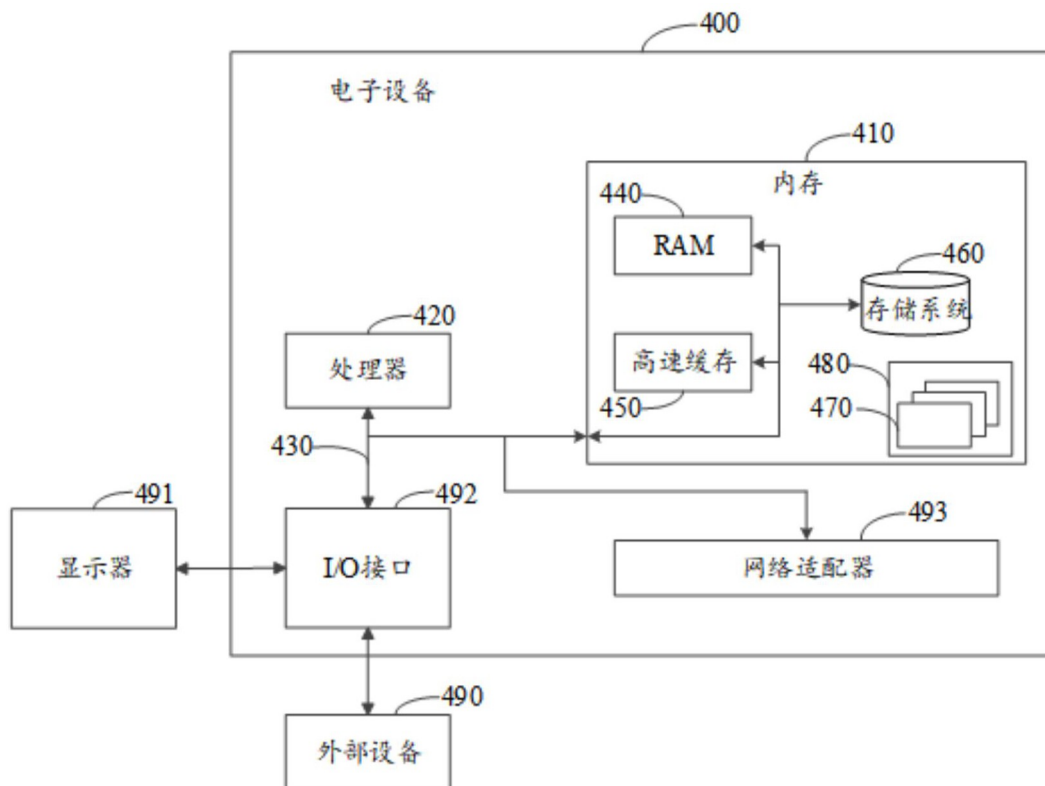 400
电子设备
410
内存
440
RAM
460
存储系统
420
处理器
高速缓存
450
480
470
430
491
492
493
显示器
I/O接口
网络适配器
490
外部设备